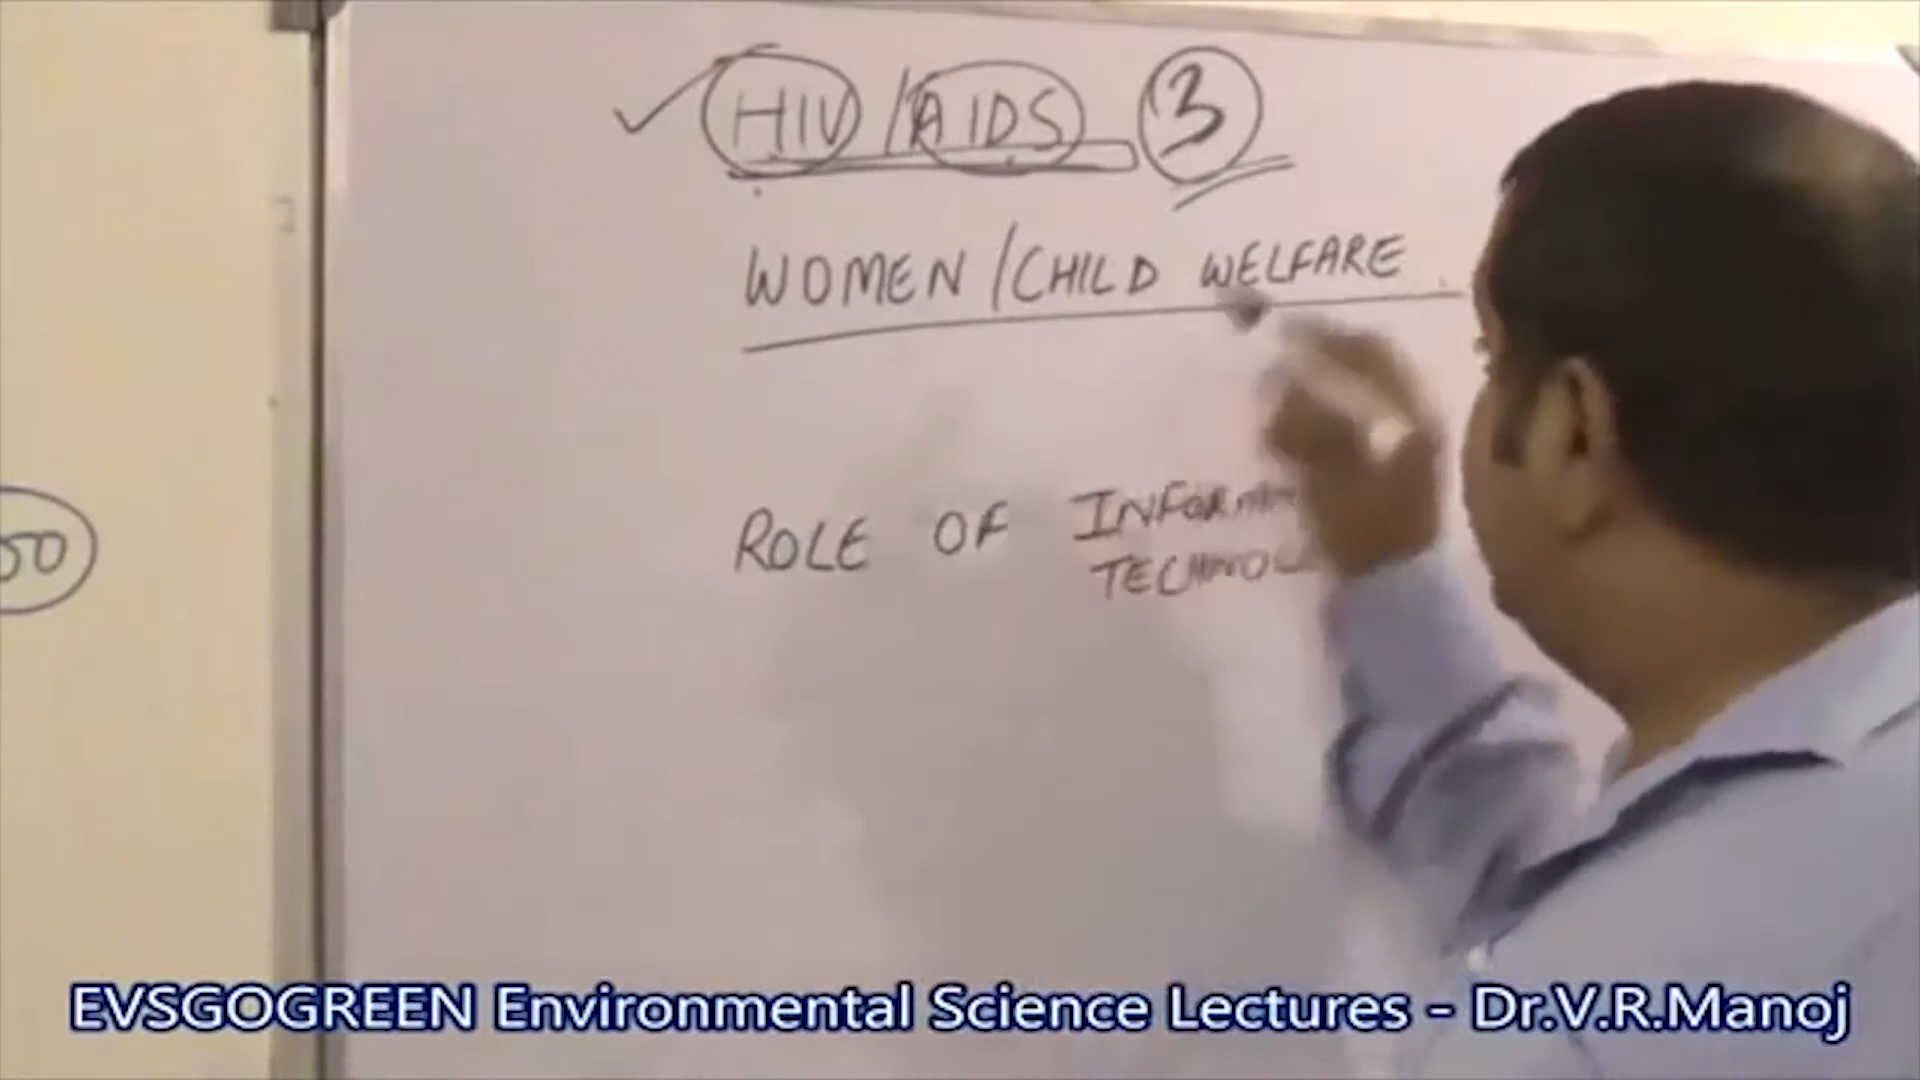 HIV/AIDS 3
WOMEN/CHILD WELFARE
ROLE OF
EVSGOGREEN Environmental Science Lectures - Dr.V.R.Manoj